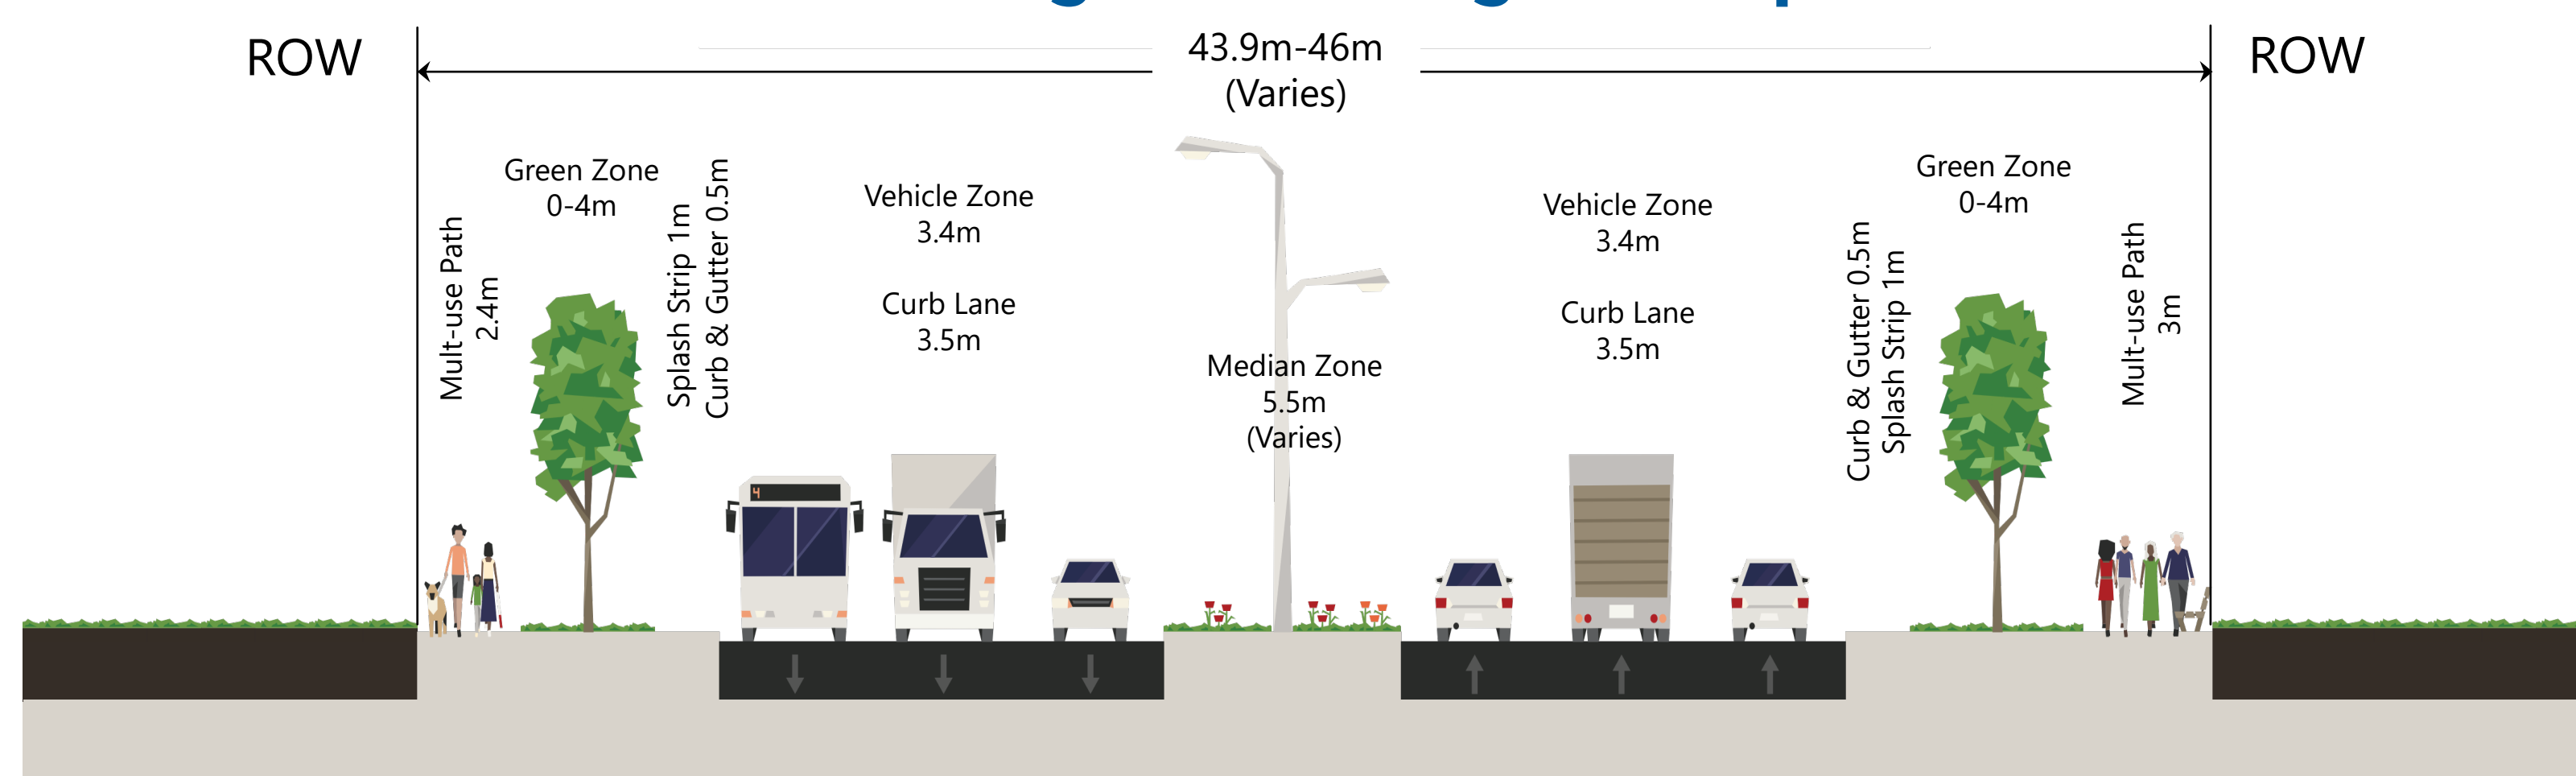 ROW
43.9m-46m
(Varies)
ROW
Mult-use Path
2.4m
Green Zone
0-4m
Splash Strip 1m
Curb & Gutter 0.5m
Vehicle Zone
3.4m
Curb Lane
3.5m
Median Zone
5.5m
(Varies)
Vehicle Zone
3.4m
Curb Lane
3.5m
Curb & Gutter 0.5m
Splash Strip 1m
Green Zone
0-4m
Mult-use Path
3m
4